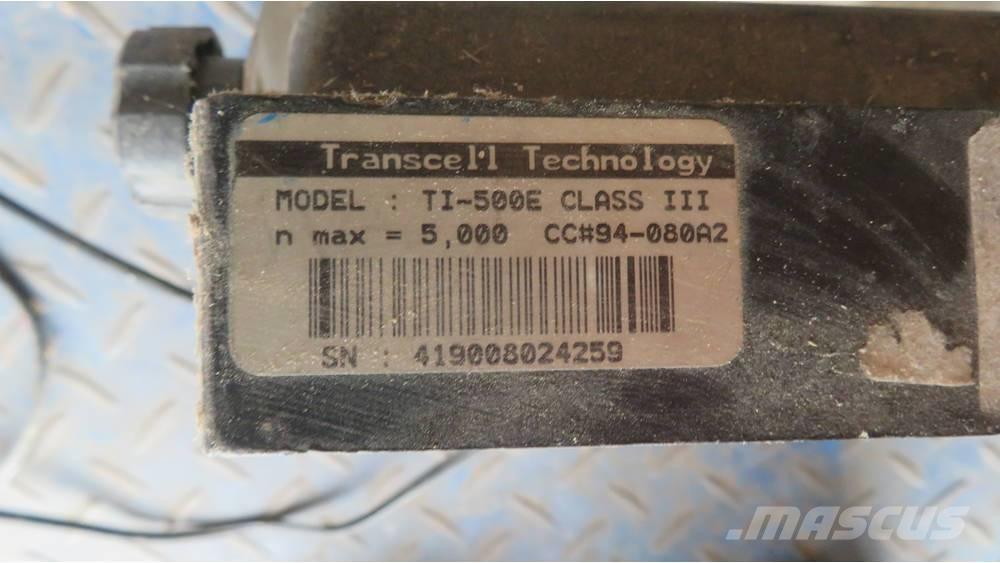 Transcell Technology
MODEL : TI-500E CLASS III
n max = 5,000 CC#94-080A2
SN : 419008024259
MASCUS